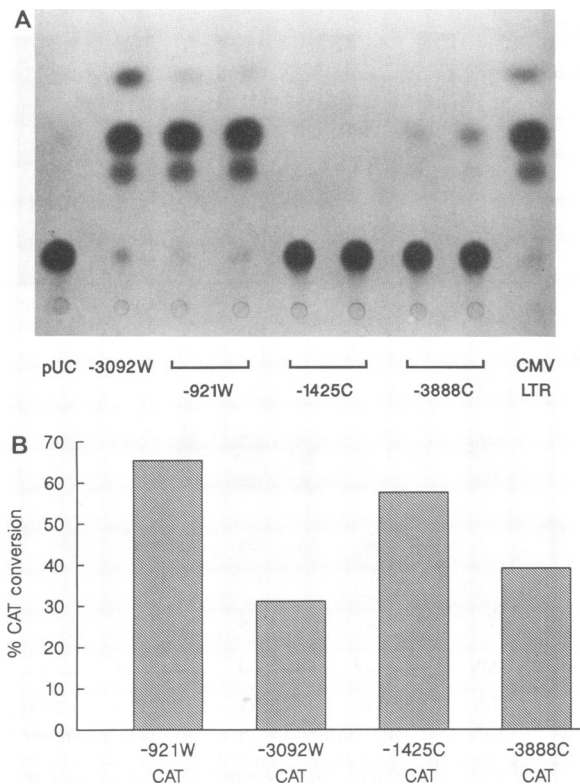 A
pUC -3092W CMV
-921W -1425C -3888C LTR
B
% CAT conversion
70
60
50
40
30
20
10
0
-921W -3092W -1425C -3888C
CAT CAT CAT CAT